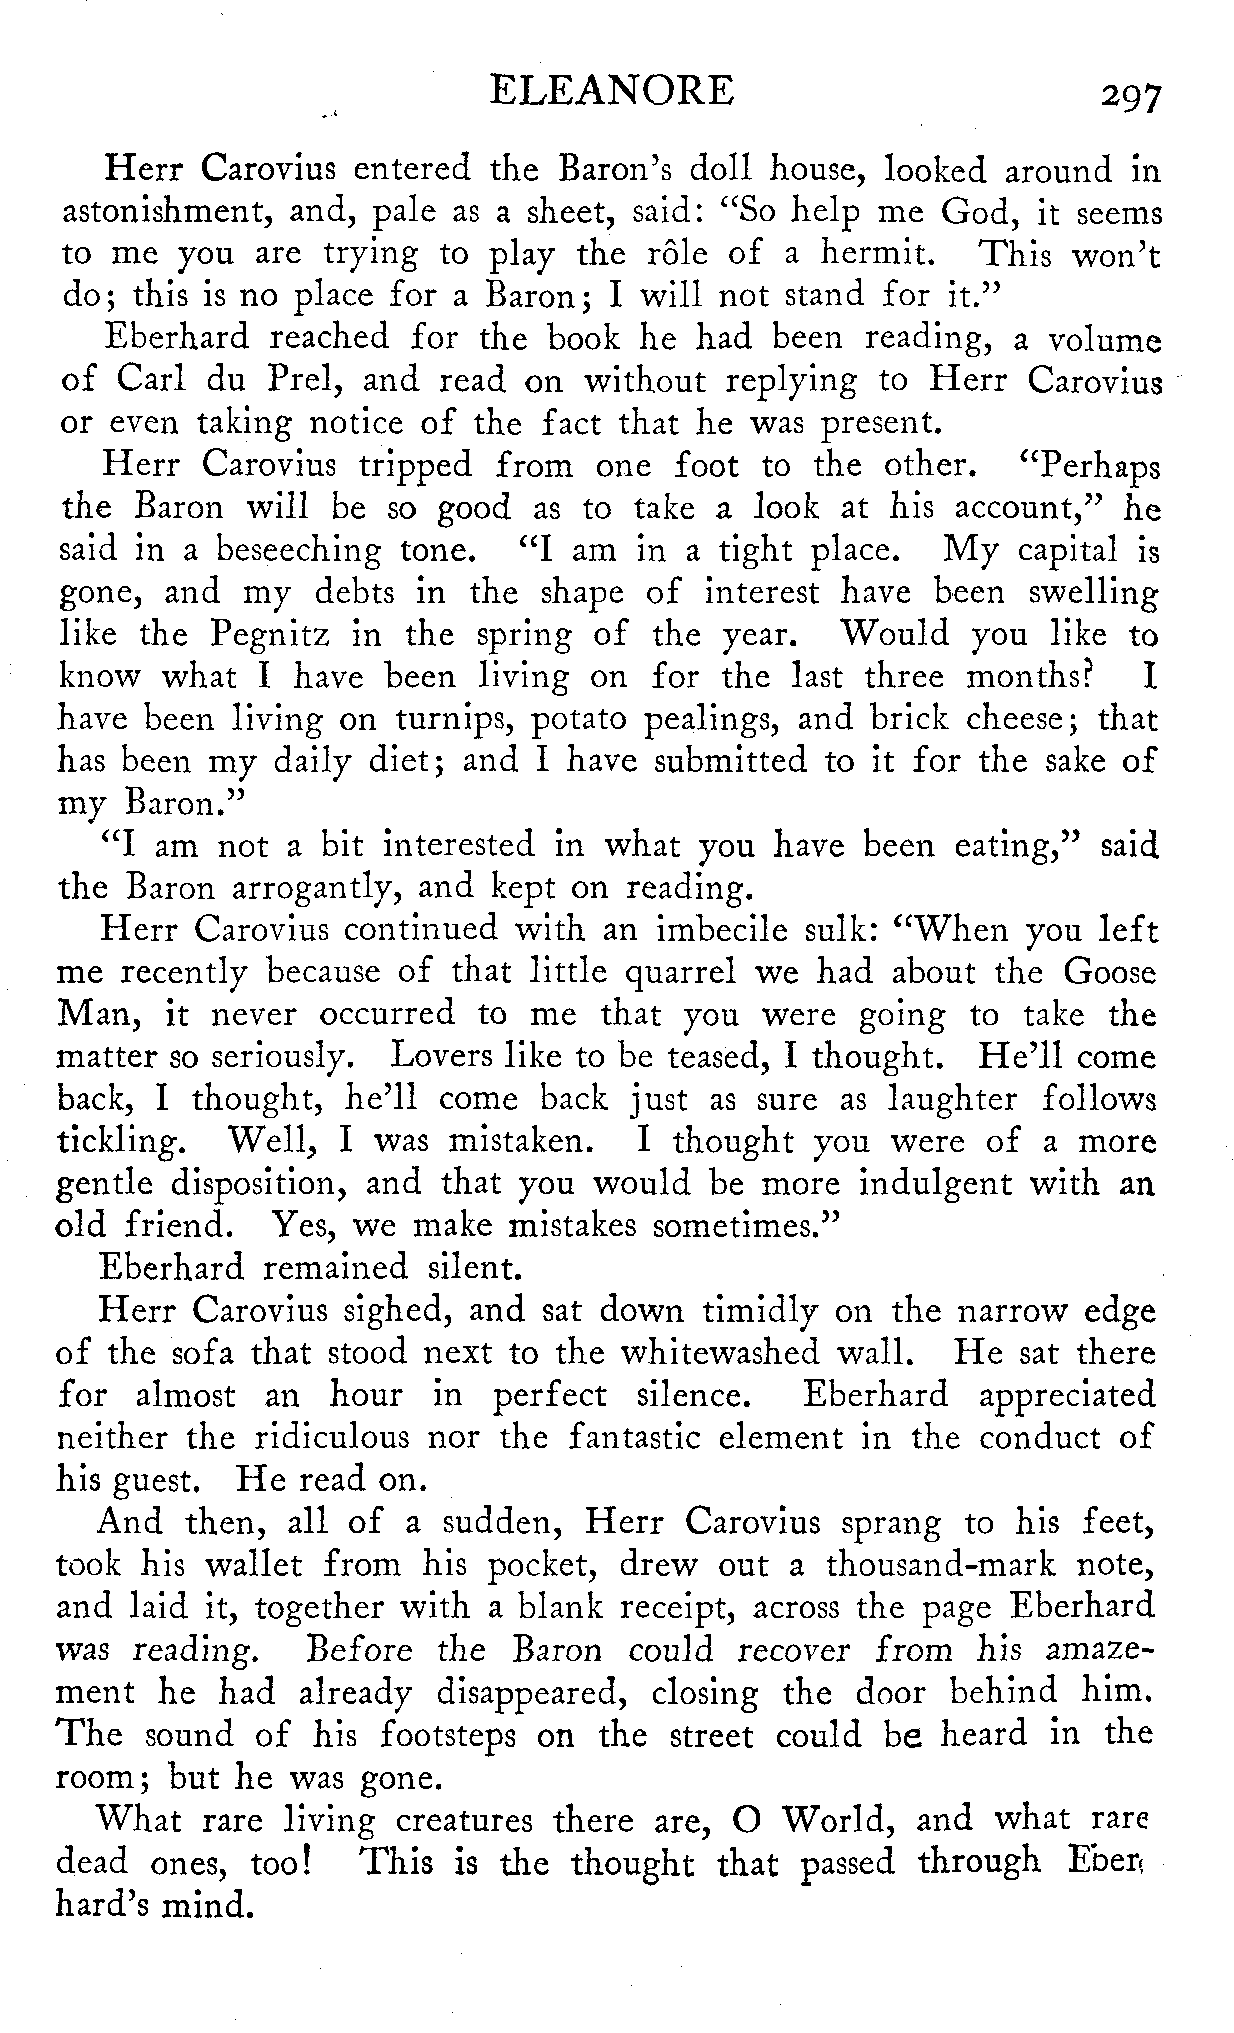 ELEANORE 297
Herr Carovius entered the Baron's doll house, looked around in
astonishment, and, pale as a sheet, said: "So help me God, it seems
to me you are trying to play the rôle of a hermit. This won't
do; this is no place for a Baron; I will not stand for it."
Eberhard reached for the book he had been reading, a volume
of Carl du Prel, and read on without replying to Herr Carovius
or even taking notice of the fact that he was present.
Herr Carovius tripped from one foot to the other. "Perhaps
the Baron will be so good as to take a look at his account," he
said in a beseeching tone. "I am in a tight place. My capital is
gone, and my debts in the shape of interest have been swelling
like the Pegnitz in the spring of the year. Would you like to
know what I have been living on for the last three months? I
have been living on turnips, potato pealings, and brick cheese; that
has been my daily diet; and I have submitted to it for the sake of
my Baron."
"I am not a bit interested in what you have been eating," said
the Baron arrogantly, and kept on reading.
Herr Carovius continued with an imbecile sulk: "When you left
me recently because of that little quarrel we had about the Goose
Man, it never occurred to me that you were going to take the
matter so seriously. Lovers like to be teased, I thought. He'll come
back, I thought, he'll come back just as sure as laughter follows
tickling. Well, I was mistaken. I thought you were of a more
gentle disposition, and that you would be more indulgent with an
old friend. Yes, we make mistakes sometimes."
Eberhard remained silent.
Herr Carovius sighed, and sat down timidly on the narrow edge
of the sofa that stood next to the whitewashed wall. He sat there
for almost an hour in perfect silence. Eberhard appreciated
neither the ridiculous nor the fantastic element in the conduct of
his guest. He read on.
And then, all of a sudden, Herr Carovius sprang to his feet,
took his wallet from his pocket, drew out a thousand-mark note,
and laid it, together with a blank receipt, across the page Eberhard
was reading. Before the Baron could recover from his amaze-
ment he had already disappeared, closing the door behind him.
The sound of his footsteps on the street could be heard in the
room; but he was gone.
What rare living creatures there are, O World, and what rare
dead ones, too! This is the thought that passed through Eber-
hard's mind.